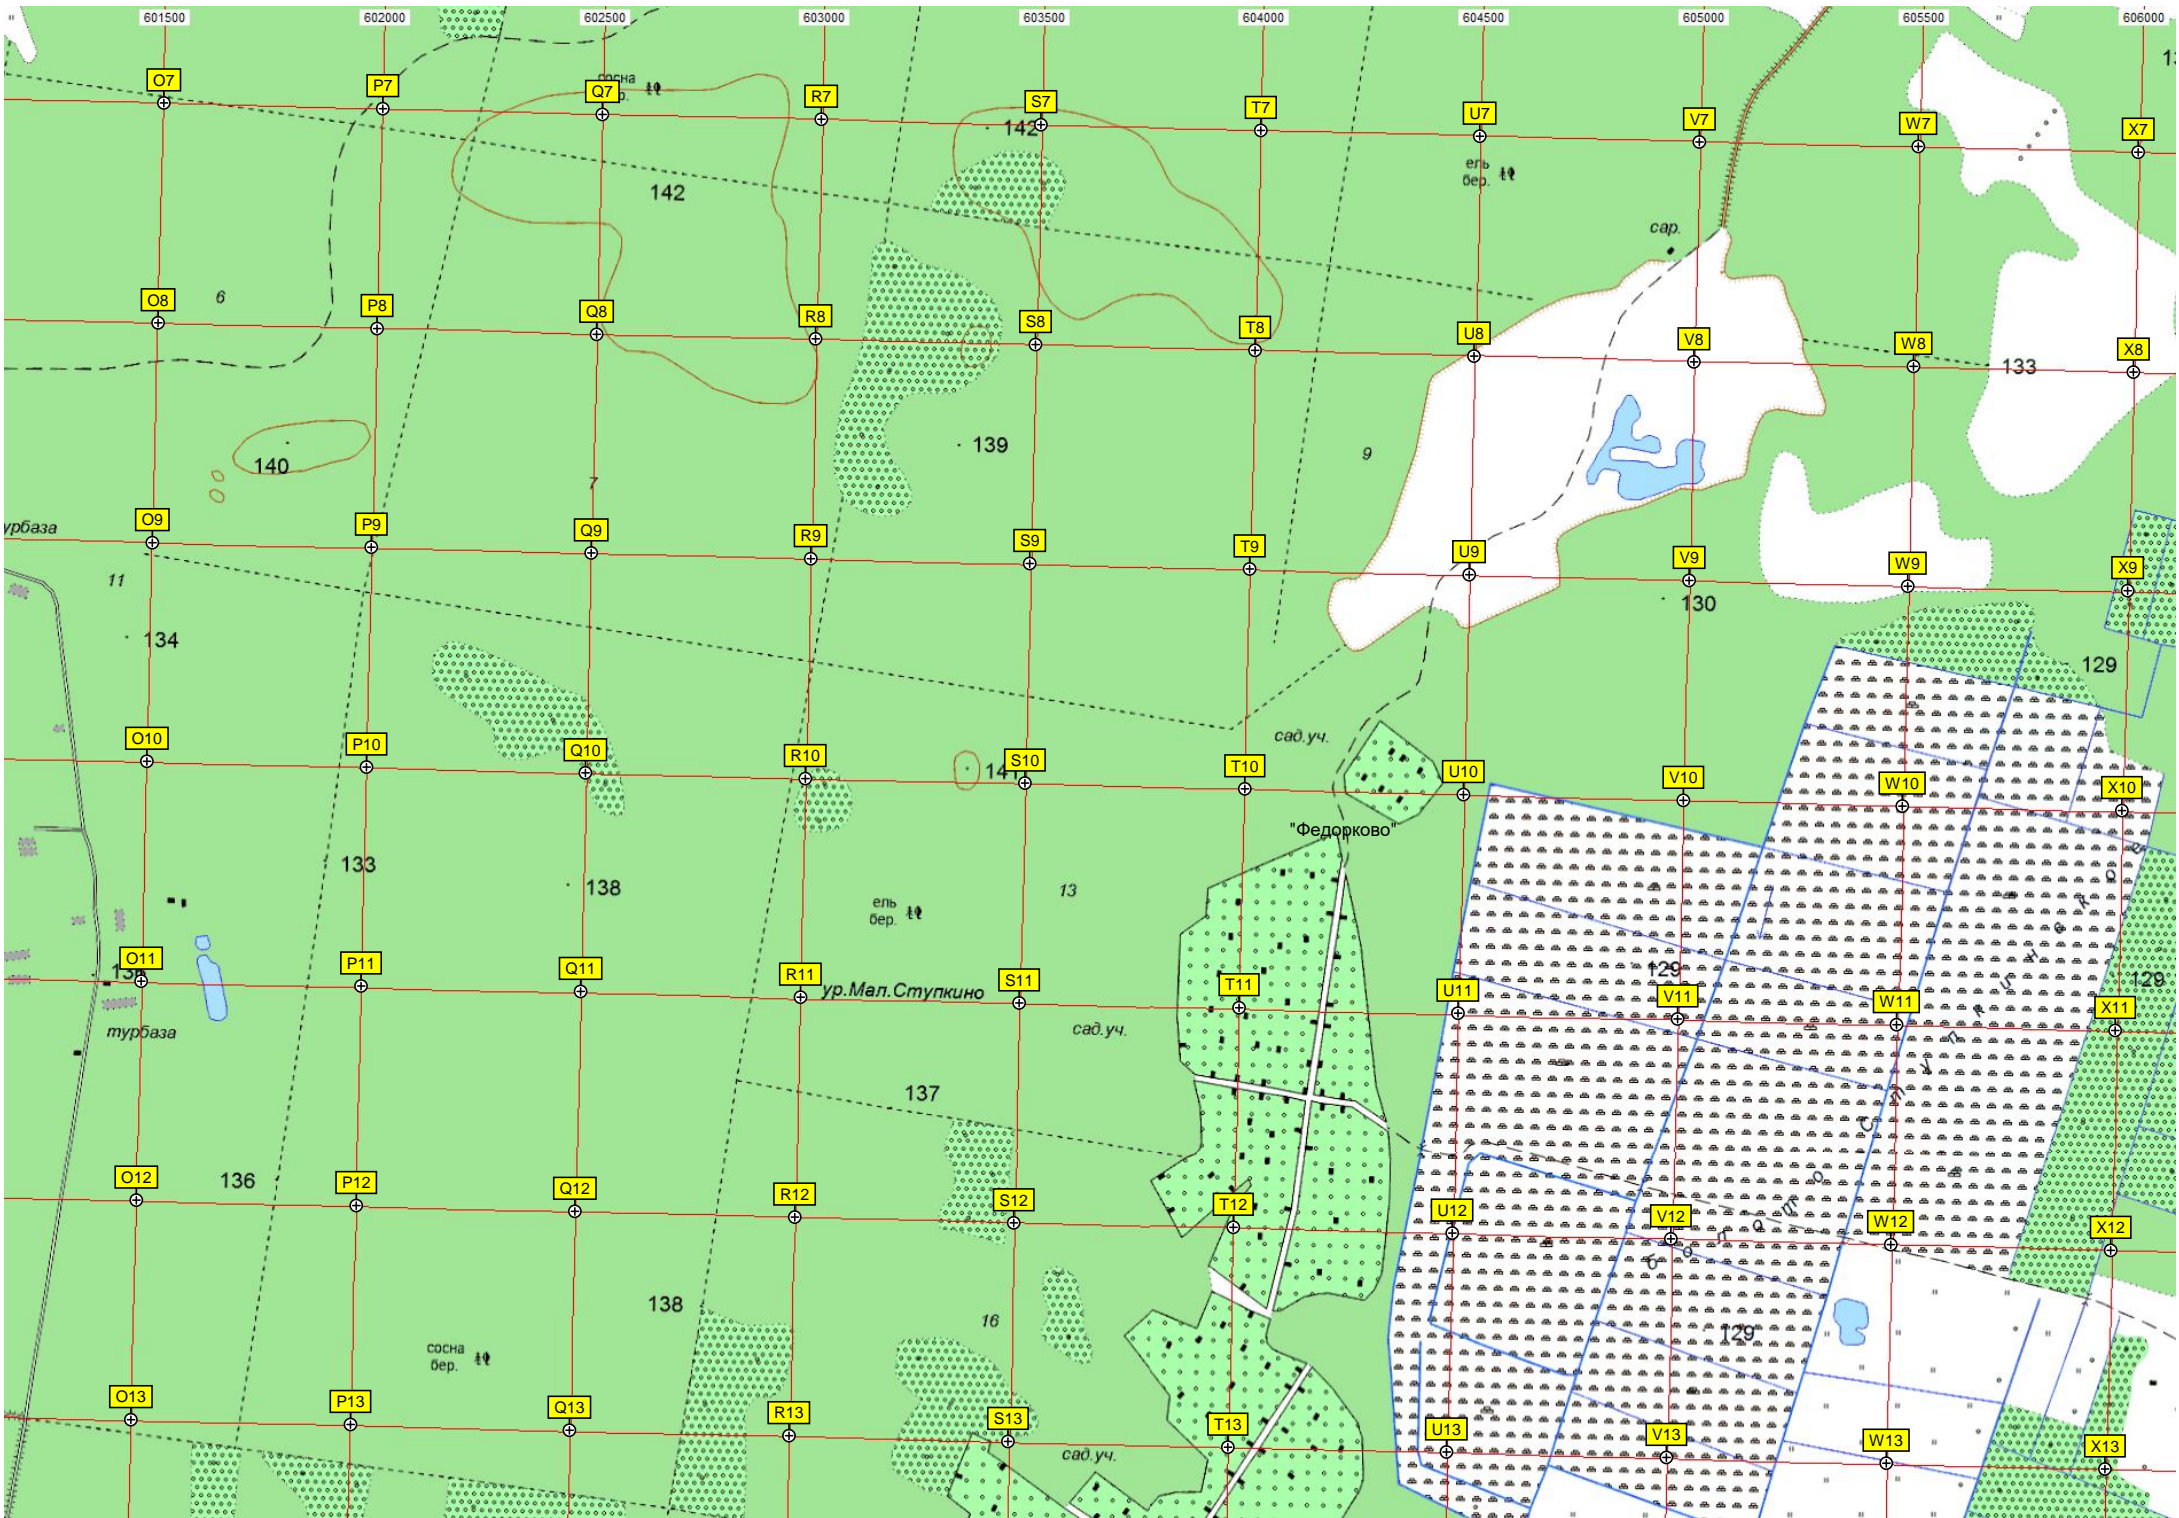 601500 602000 602500 603000 603500 604000 604500 605000 605500 606000
O7 P7 Q7 R7 S7 T7 U7 V7 W7 X7
142
142
ель
бер.
сар.
6
O8 P8 Q8 R8 S8 T8 U8 V8 W8 X8
133
140
139
9
7
O9 P9 Q9 R9 S9 T9 U9 V9 W9 X9
11
130
134
129
сад.уч.
O10 P10 Q10 R10 S10 T10 U10 V10 W10 X10
"Федорково"
133
138
13
ель
бер.
O11 P11 Q11 R11 S11 T11 U11 V11 W11 X11
129
129
ур.Мал.Ступкино
турбаза
сад.уч.
137
136
O12 P12 Q12 R12 S12 T12 U12 V12 W12 X12
болото Ступкинское
138
16
129
сосна
бер.
O13 P13 Q13 R13 S13 T13 U13 V13 W13 X13
сад.уч.